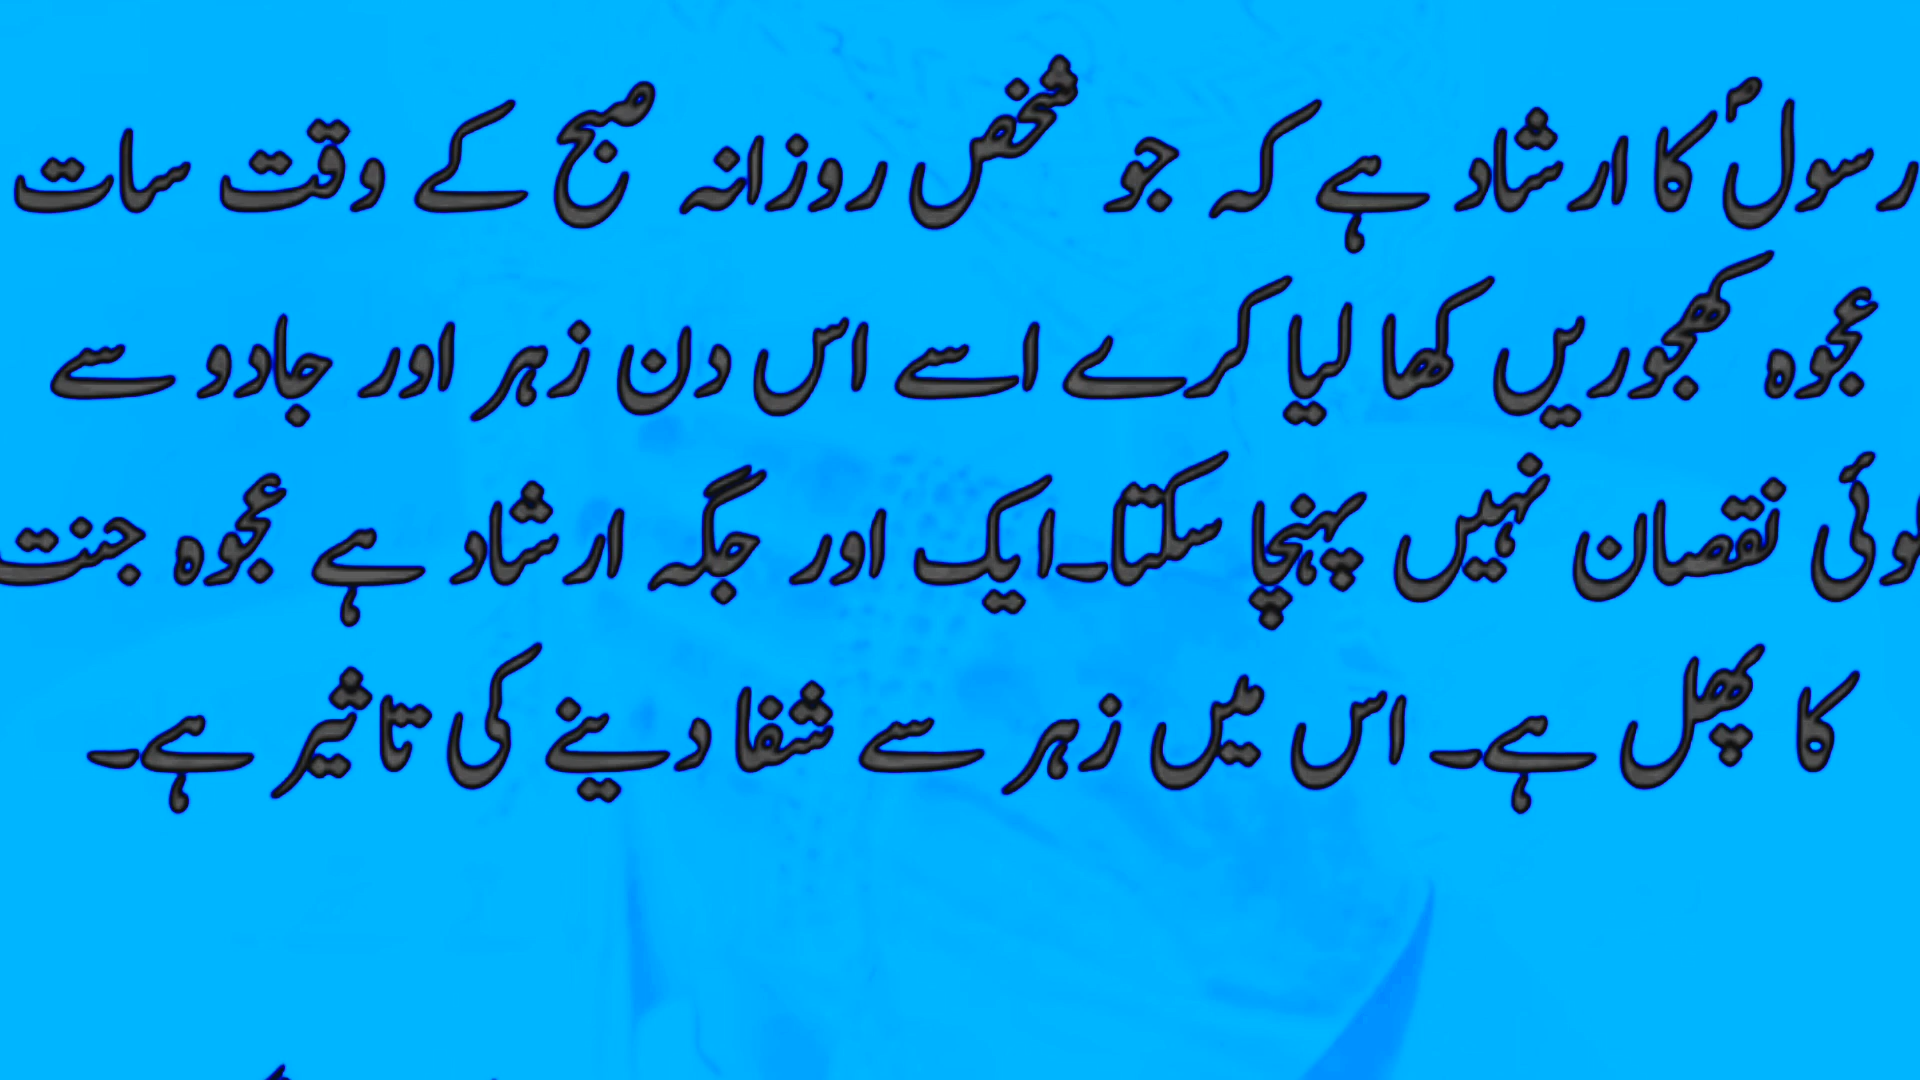 رسولؐ کا ارشاد ہے کہ جو شخص روزانہ صبح کے وقت سات
عجوہ کھجوریں کھا لیا کرے اسے اس دن زہر اور جادو سے
کوئی نقصان نہیں پہنچا سکتا۔ایک اور جگہ ارشاد ہے عجوہ جنت
کا پھل ہے۔ اس میں زہر سے شفا دینے کی تاثیر ہے۔